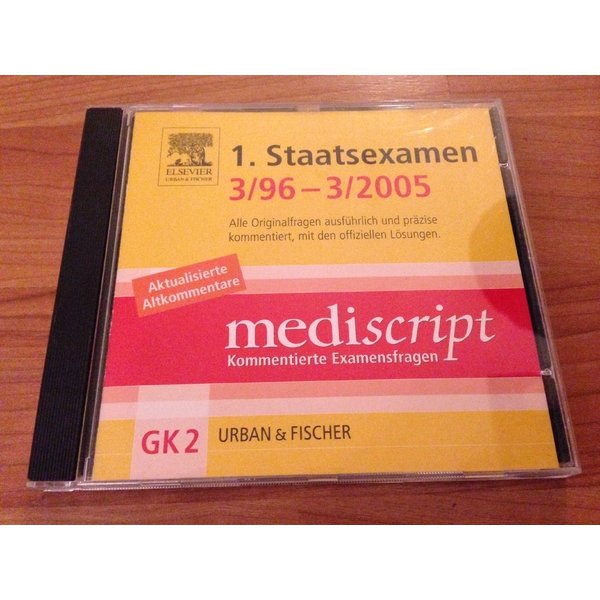 ELSEVIER
URBAN & FISCHER
1. Staatsexamen
3/96 – 3/2005
Alle Originalfragen ausführlich und präzise
kommentiert, mit den offiziellen Lösungen.
Aktualisierte
Altkommentare
mediscript
Kommentierte Examensfragen
GK 2
URBAN & FISCHER